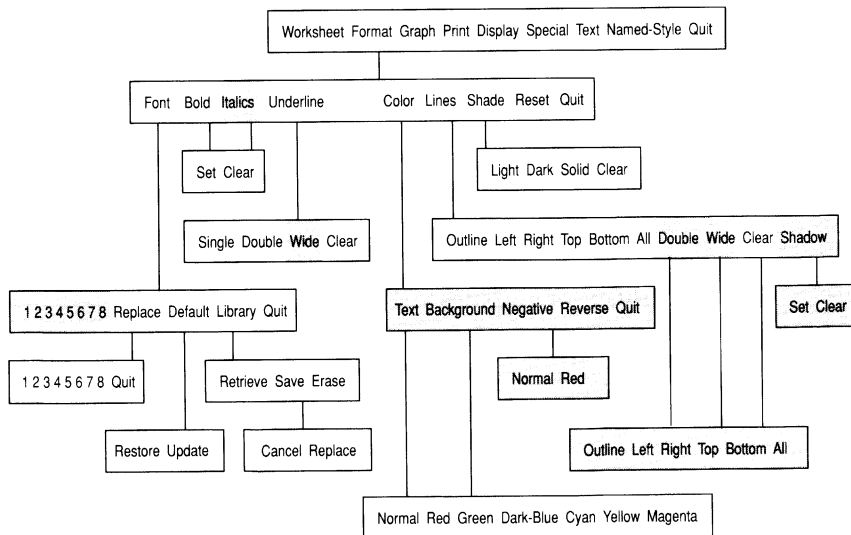 Worksheet Format Graph Print Display Special Text Named-Style Quit
Font Bold Italics Underline Color Lines Shade Reset Quit
Set Clear
Light Dark Solid Clear
Single Double Wide Clear
Outline Left Right Top Bottom All Double Wide Clear Shadow
1 2 3 4 5 6 7 8 Replace Default Library Quit
Text Background Negative Reverse Quit
Set Clear
1 2 3 4 5 6 7 8 Quit
Retrieve Save Erase
Normal Red
Restore Update
Cancel Replace
Outline Left Right Top Bottom All
Normal Red Green Dark-Blue Cyan Yellow Magenta